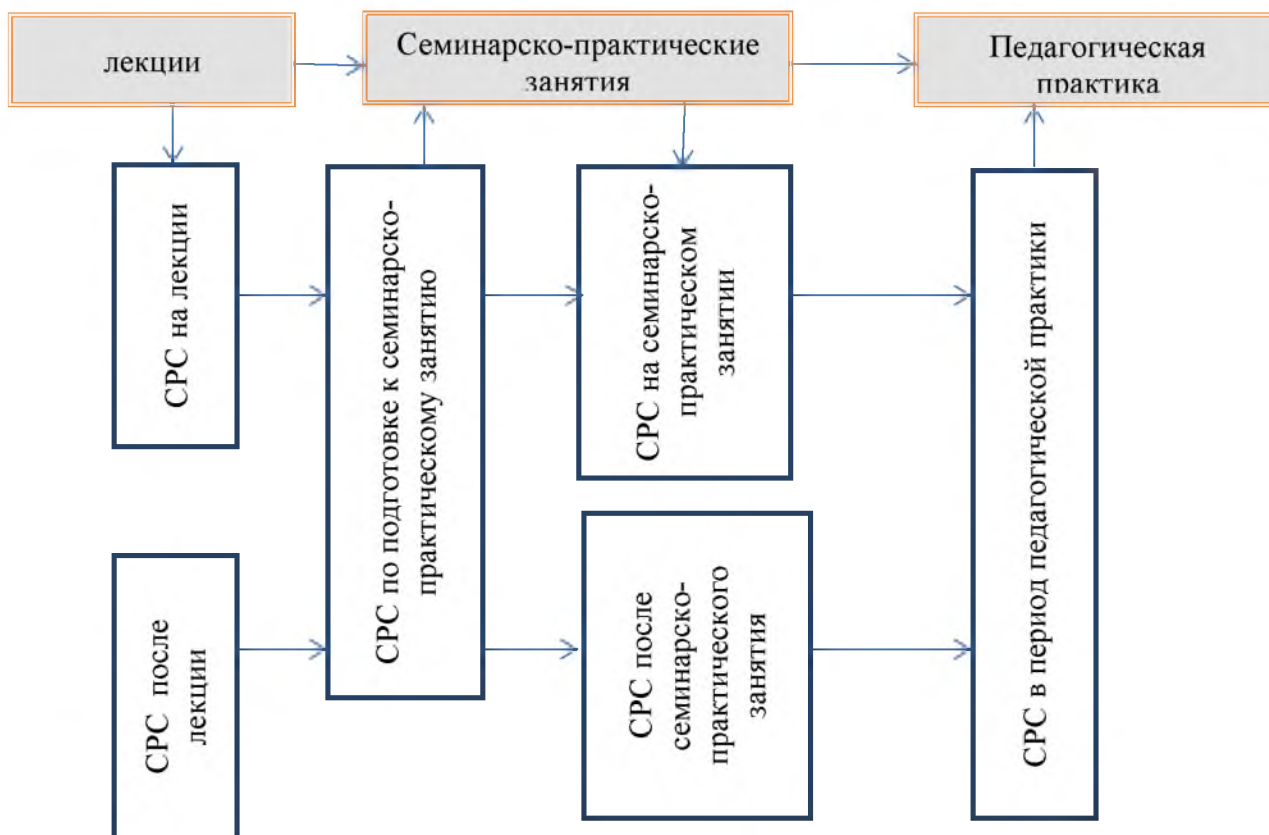 лекции
Семинарско-практические
занятия
Педагогическая
практика
СРС на лекции
СРС по подготовке к семинарско-
практическому занятию
СРС на семинарско-
практическом
занятии
СРС в период педагогической практики
СРС после
лекции
СРС после
семинарско-
практического
занятия